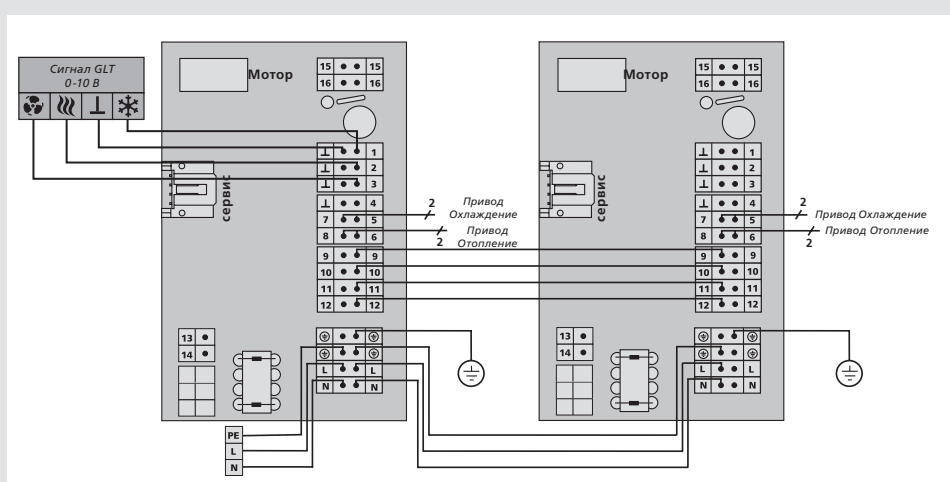 Сигнал GLT
0-10 В
Мотор
15 15
16 16
⊥ 1
⊥ 2
⊥ 3
сервис
⊥ 4
7 5
8 6
2 Привод
Охлаждение
Привод
2 Отопление
9 9
10 10
11 11
12 12
13
14
L L
N N
PE
L
N
Мотор
15 15
16 16
⊥ 1
⊥ 2
⊥ 3
сервис
⊥ 4
7 5
8 6
2
Привод Охлаждение
Привод Отопление
2
9 9
10 10
11 11
12 12
13
14
L L
N N